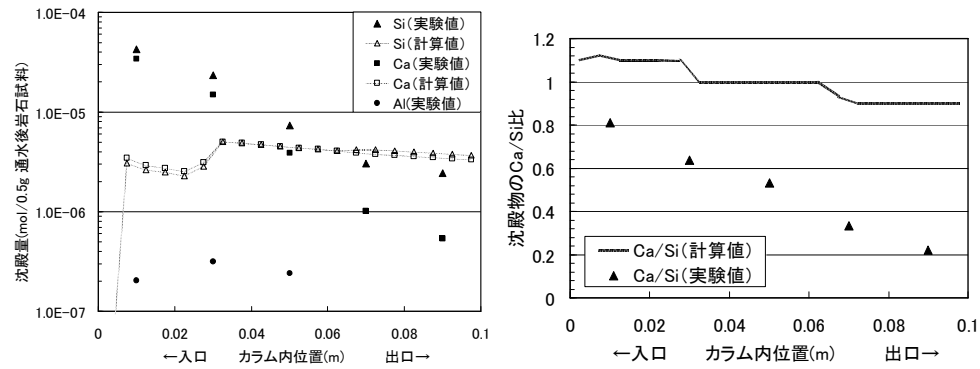 1.0E-04
1.0E-05
1.0E-06
1.0E-07
沈殿量(mol/0.5g 通水後岩石試料)
Si(実験値)
Si(計算値)
Ca(実験値)
Ca(計算値)
Al(実験値)
0 0.02 0.04 0.06 0.08 0.1
←入口 カラム内位置(m) 出口→
1.2
1
0.8
0.6
0.4
0.2
0
沈殿物のCa/Si比
Ca/Si(計算値)
Ca/Si(実験値)
0 0.02 0.04 0.06 0.08 0.1
←入口 カラム内位置(m) 出口→